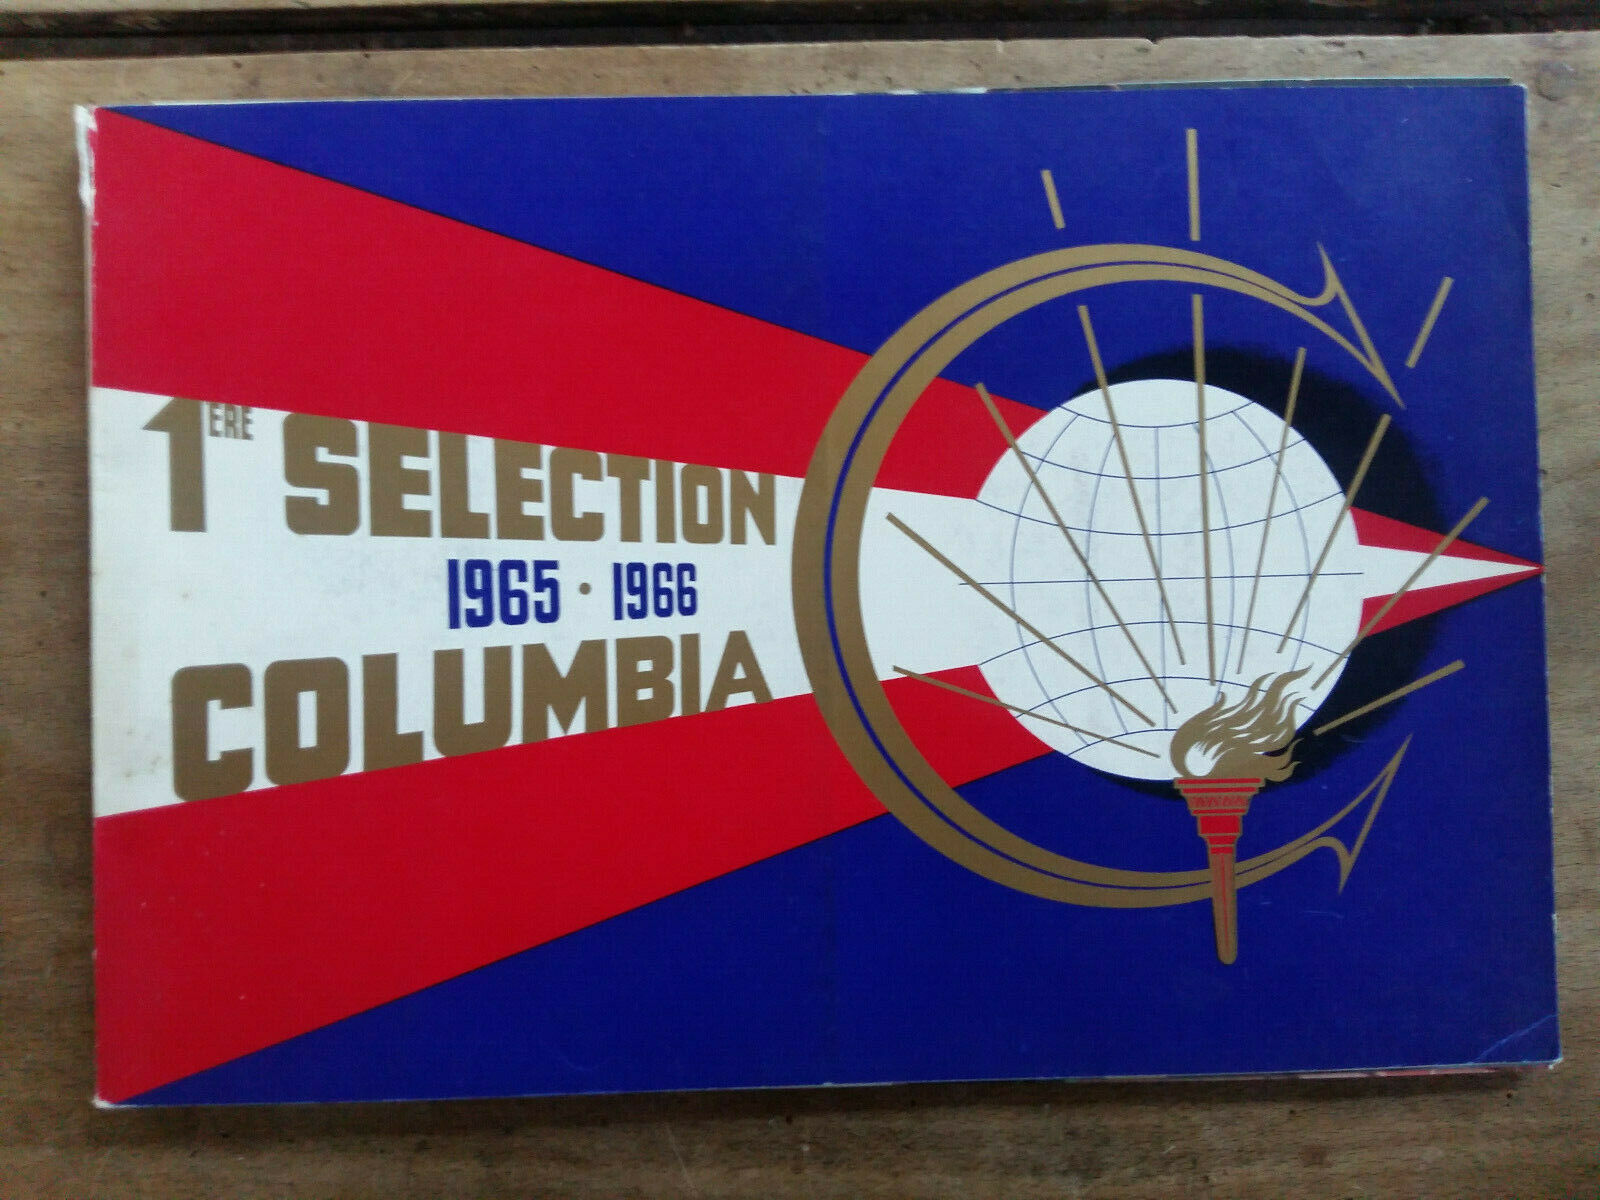 1ERE SELECTION
1965 • 1966
COLUMBIA